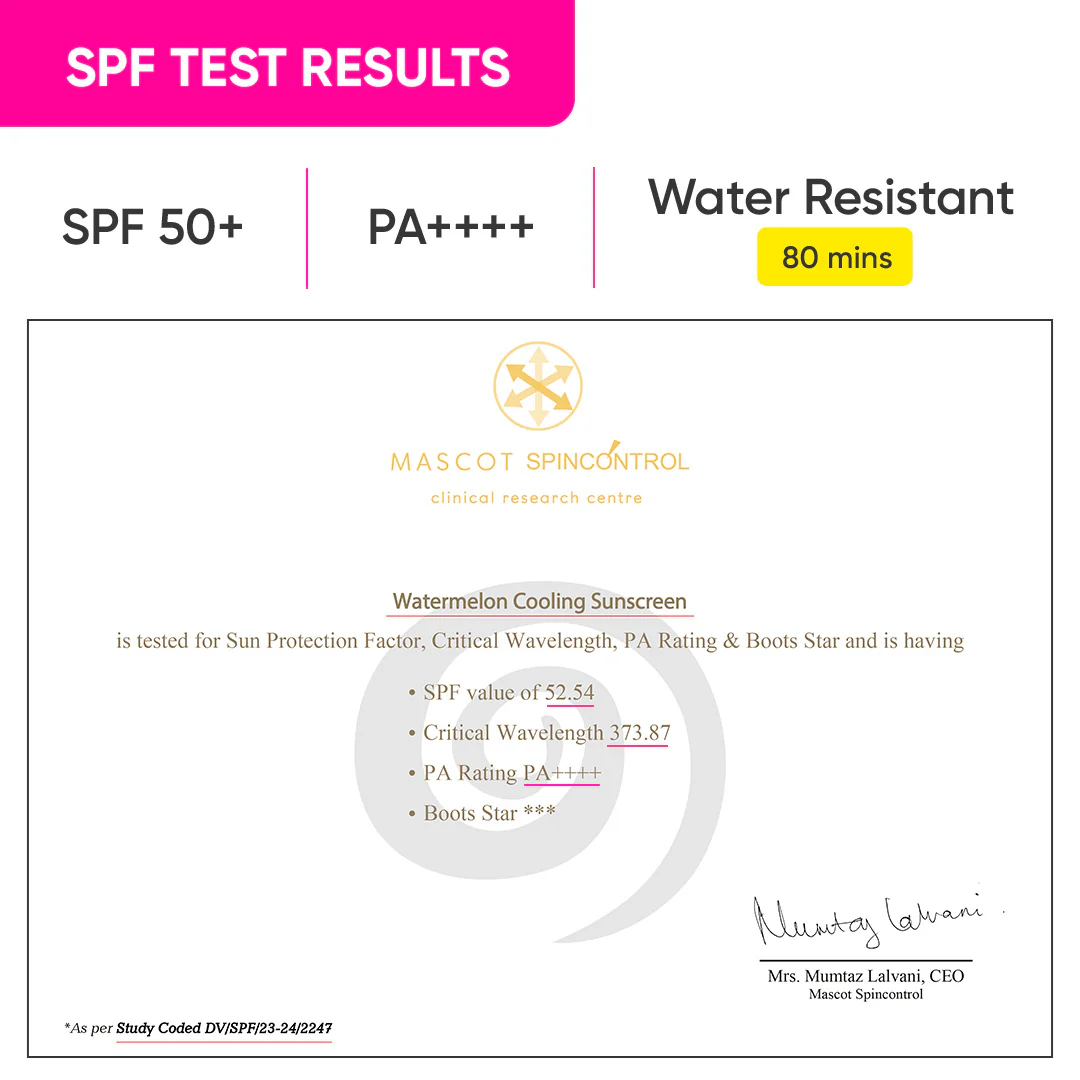 SPF TEST RESULTS
SPF 50+
PA++++
Water Resistant
80 mins
MASCOT SPINCONTROL
clinical research centre
Watermelon Cooling Sunscreen
is tested for Sun Protection Factor, Critical Wavelength, PA Rating & Boots Star and is having
• SPF value of 52.54
• Critical Wavelength 373.87
• PA Rating PA++++
• Boots Star ***
Mumtaz Lalvani
Mrs. Mumtaz Lalvani, CEO
Mascot Spincontrol
*As per Study Coded DV/SPF/23-24/2247